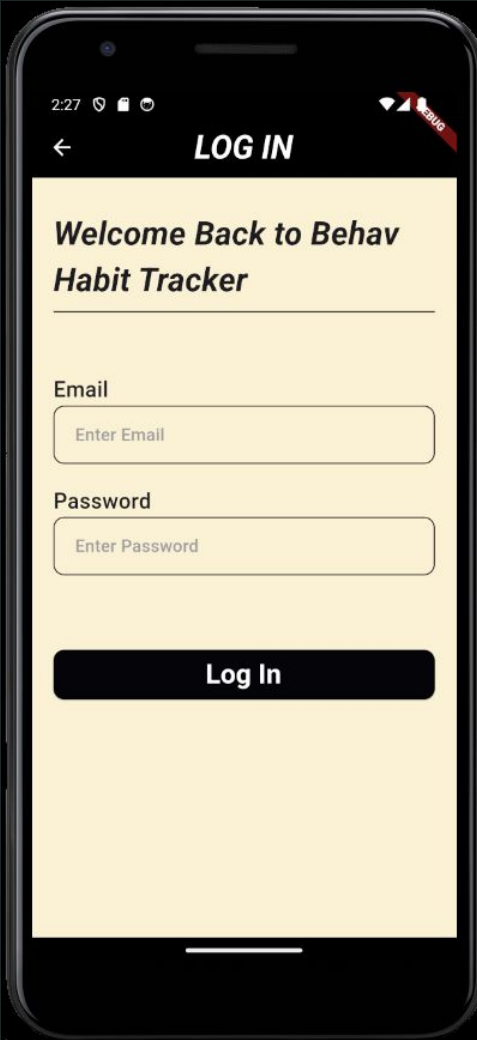 2:27
DEBUG
LOG IN
Welcome Back to Behav
Habit Tracker
Email
Enter Email
Password
Enter Password
Log In